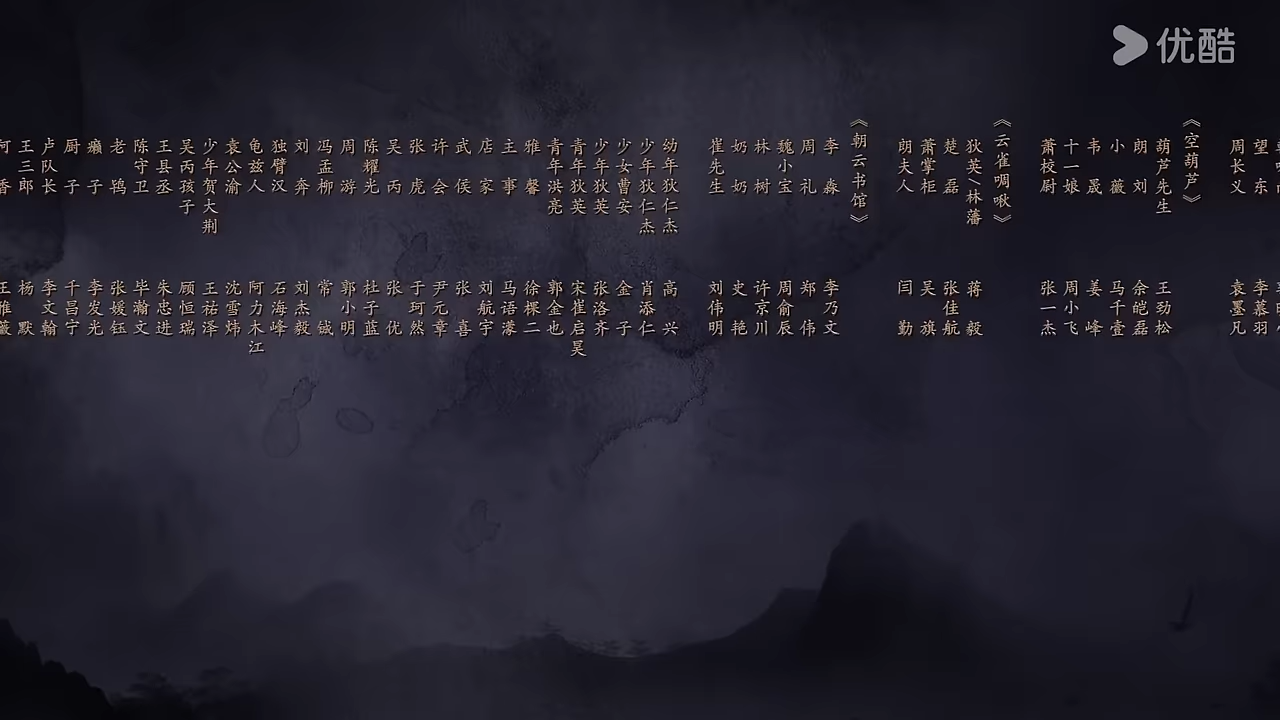 望东 李慕羽
周长义 袁墨凡
《空葫芦》
葫芦先生 王劲松
朗刘 余皑磊
小薇 马千壹
韦晟 姜峰
十一娘 周小飞
萧校尉 张一杰
《云雀啁啾》
狄英/林藩 蒋毅
楚磊 张佳航
萧掌柜 吴旗
朗夫人 闫勤
《朝云书馆》
李淼 李乃文
周礼 郑伟
魏小宝 周俞辰
林树 许京川
奶奶 史艳
崔先生 刘伟明
幼年狄仁杰 高兴
少年狄仁杰 肖添仁
少女曹安 金子
少年狄英 张洛齐
青年狄英 宋崔启昊
青年洪亮 郭金也
雅馨 徐棵二
主事 马语濛
店家 刘航宇
武侯 张喜
许会 尹元章
张虎 于珂然
吴丙 张优
陈耀光 杜子蓝
周游 郭小明
冯孟柳 常铖
刘奔 刘杰毅
独臂汉 石海峰
龟兹人 阿力木江
袁公渝 沈雪炜
少年贺大荆 王祜泽
吴丙孩子 顾恒瑞
王县丞 朱忠进
陈守卫 毕瀚文
老鸨 张媛钰
癞子 李发光
厨子 千昌宁
卢队长 李文翰
王三郎 杨默
优酷